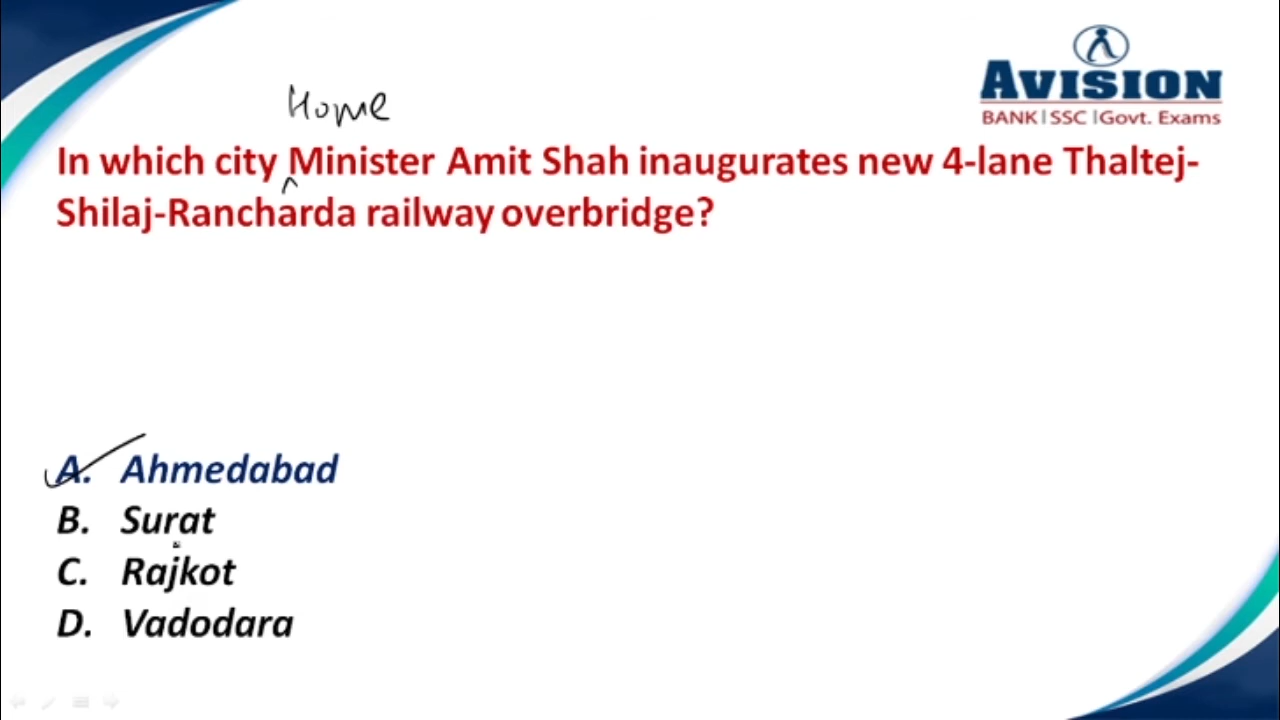 AVISION
BANK | SSC | Govt. Exams
Home
In which city Minister Amit Shah inaugurates new 4-lane Thaltej-
Shilaj-Rancharda railway overbridge?
A. Ahmedabad
B. Surat
C. Rajkot
D. Vadodara